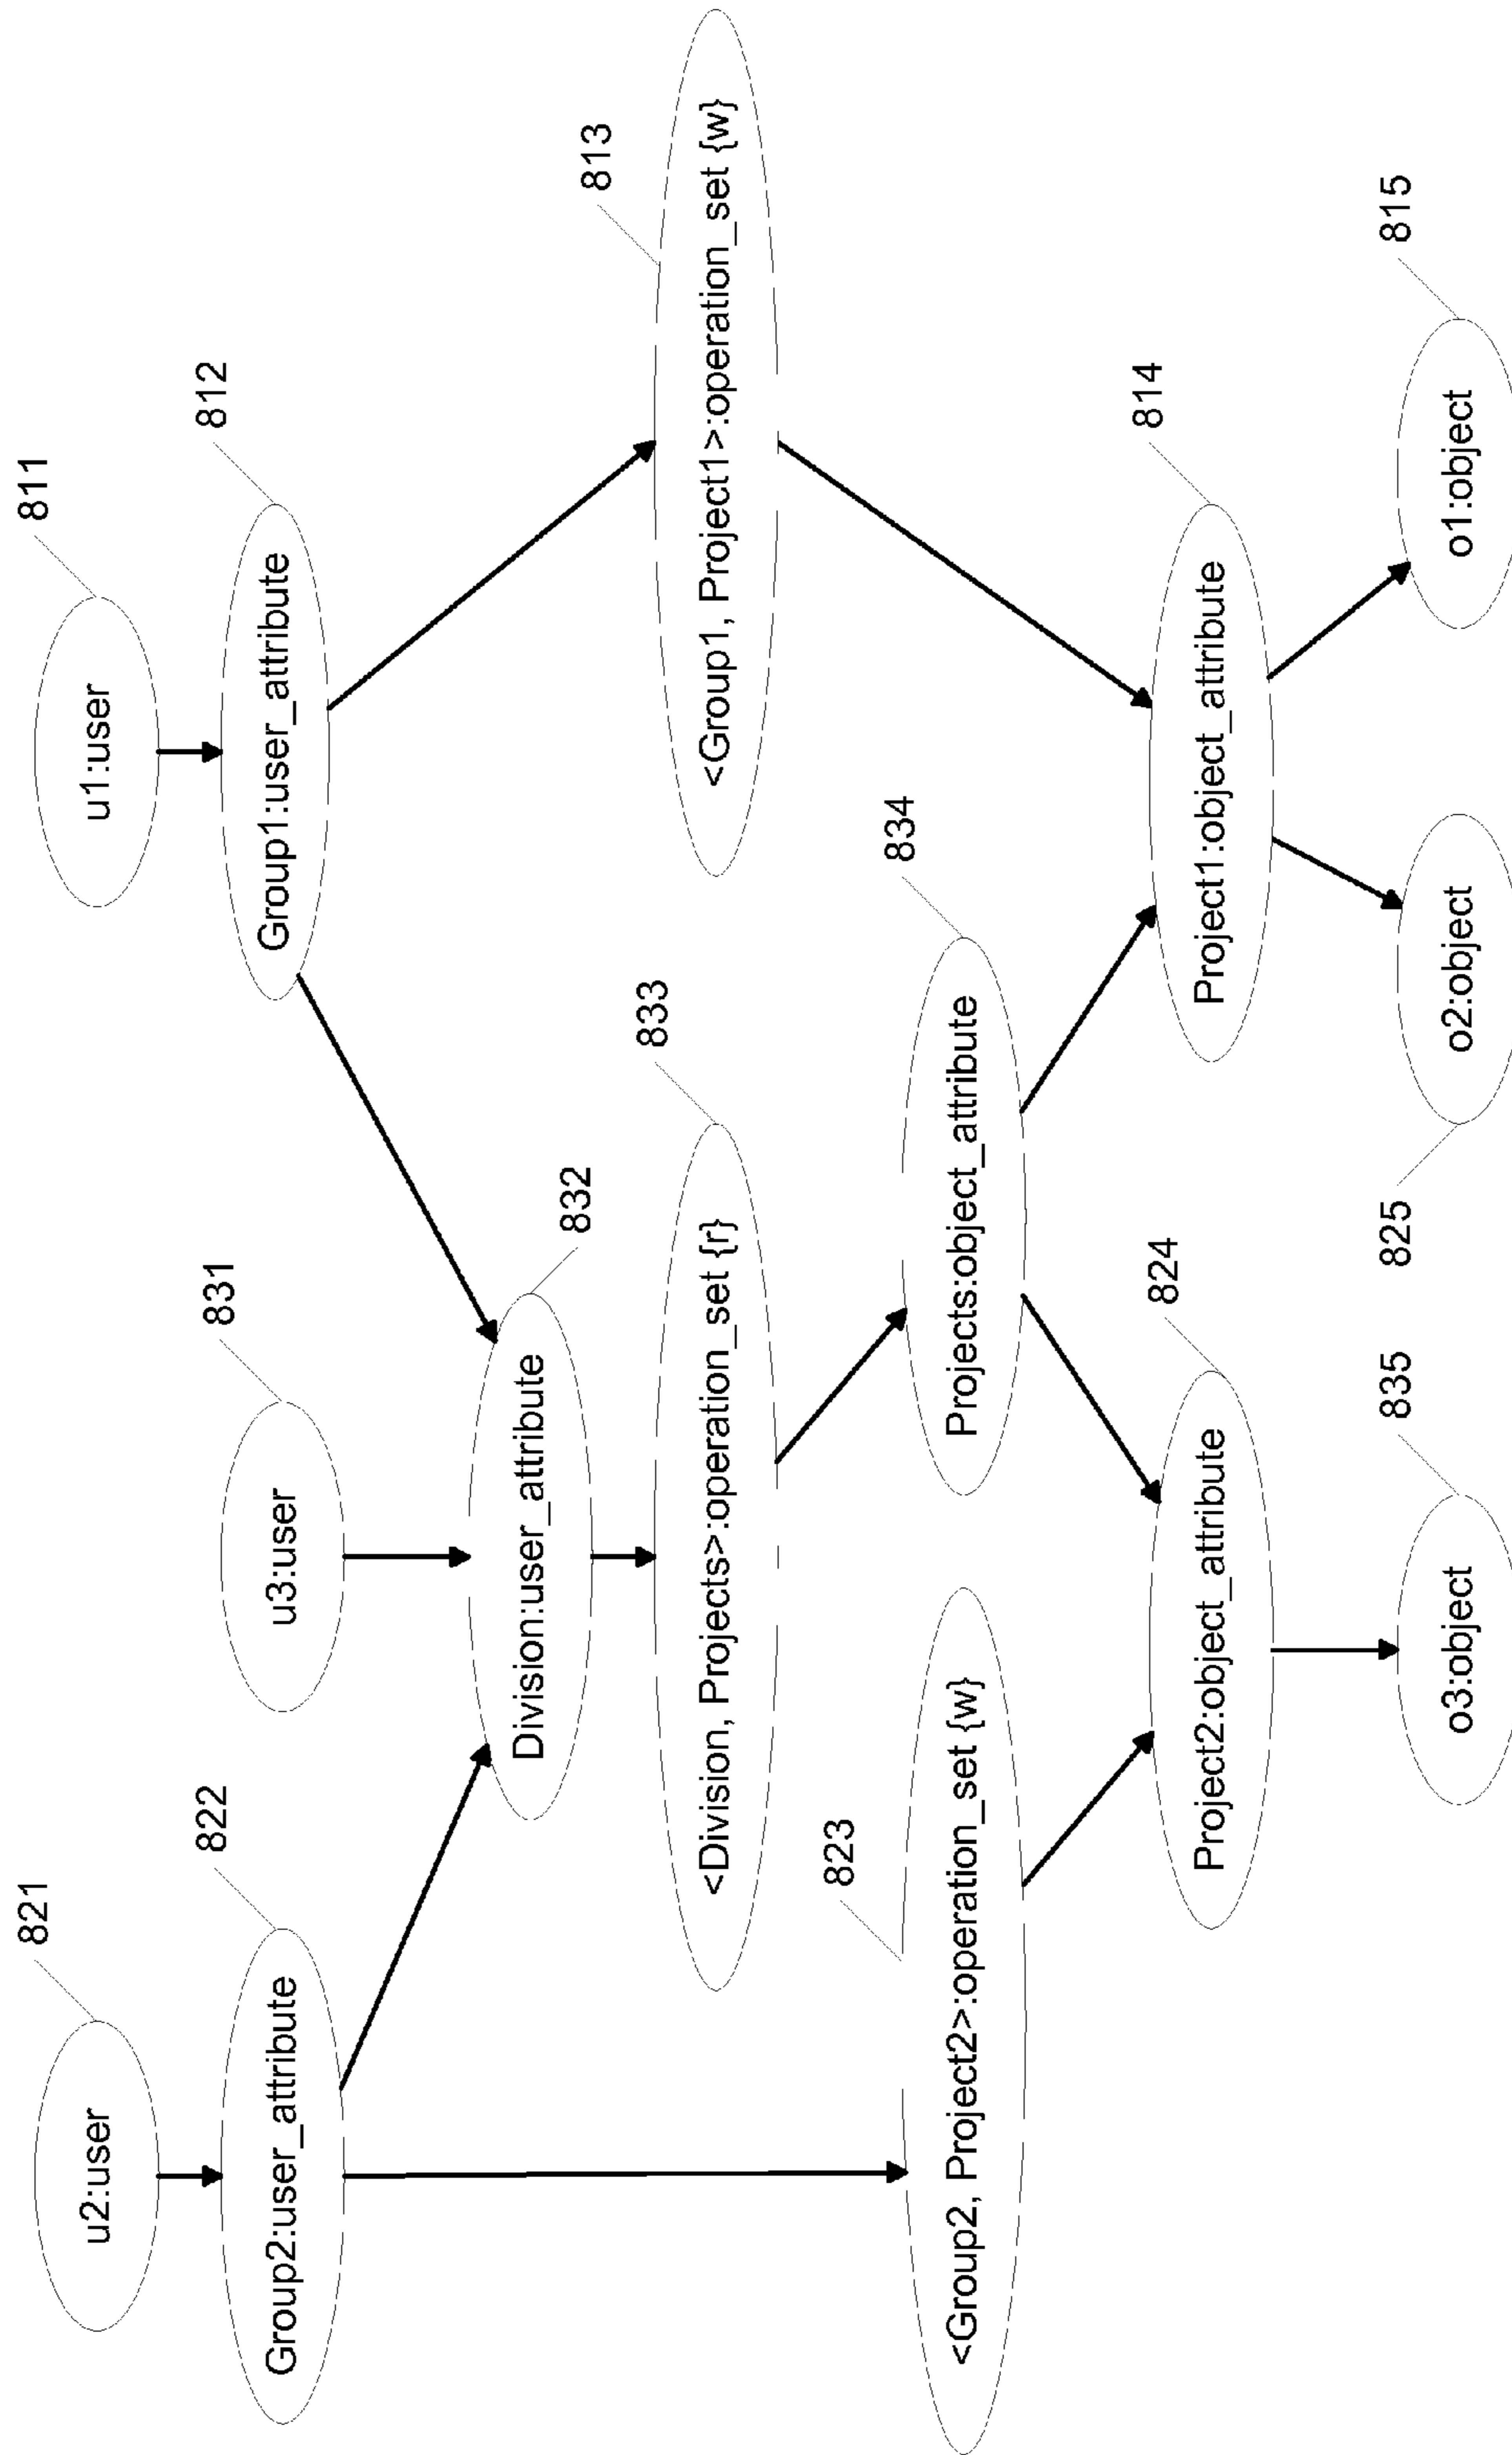 821
u2:user
822
Group2:user_attribute
831
u3:user
811
u1:user
812
Group1:user_attribute
832
Division:user_attribute
833
<Division, Projects>:operation_set {r}
813
<Group1, Project1>:operation_set {w}
823
<Group2, Project2>:operation_set {w}
834
Projects:object_attribute
824
Project2:object_attribute
814
Project1:object_attribute
835
o3:object
825
o2:object
815
o1:object